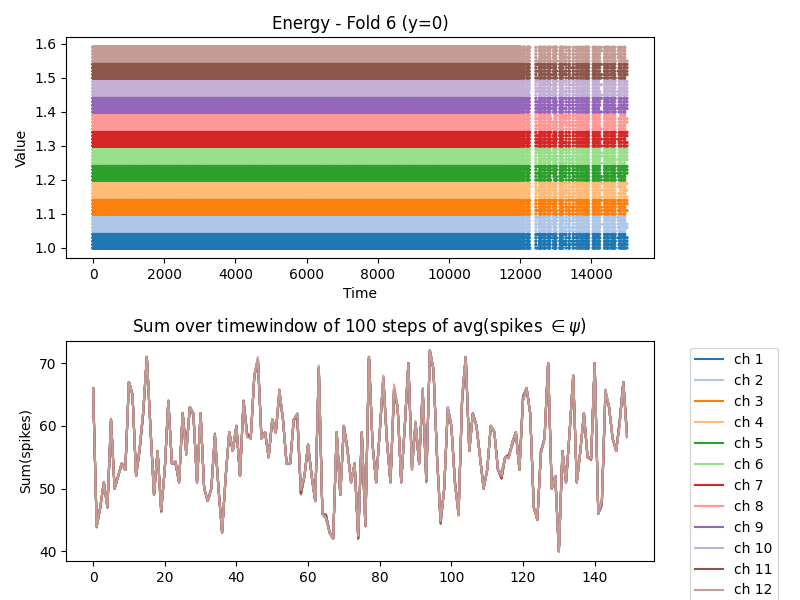 Energy - Fold 6 (y=0)
Value
1.6
1.5
1.4
1.3
1.2
1.1
1.0
0 2000 4000 6000 8000 10000 12000 14000
Time
Sum over timewindow of 100 steps of avg(spikes ∈ ψ)
Sum(spikes)
70
60
50
40
0 20 40 60 80 100 120 140
ch 1
ch 2
ch 3
ch 4
ch 5
ch 6
ch 7
ch 8
ch 9
ch 10
ch 11
ch 12